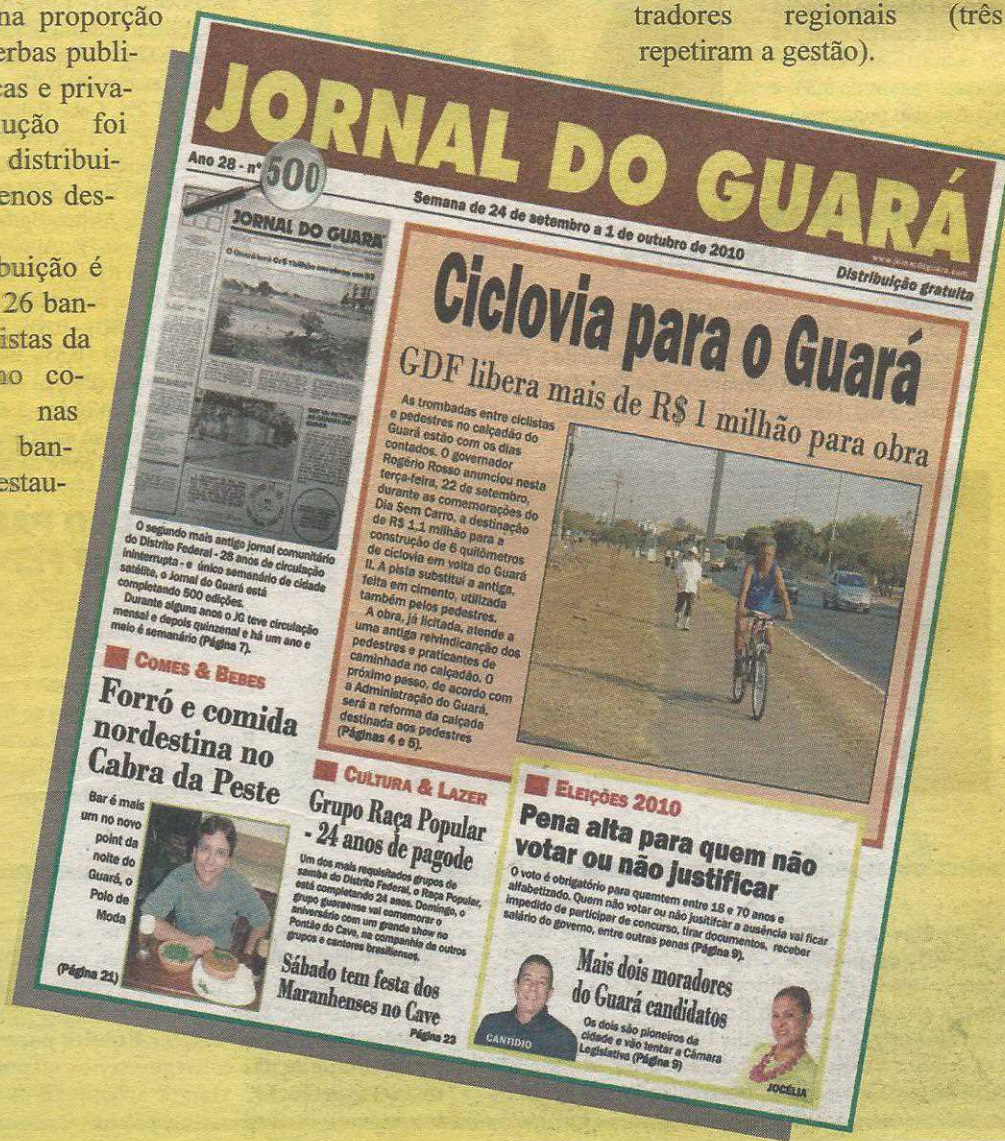 na proporção
erbas publi-
cas e priva-
lução foi
distribui-
enos des-
buição é
26 ban-
istas da
no co-
nas
ban-
estau-
tradores regionais (três
repetiram a gestão).
JORNAL DO GUARÁ
www.jornaldoguara.com
Ano 28 - nº 500
Semana de 24 de setembro a 1 de outubro de 2010
Distribuição gratuita
JORNAL DO GUARÁ
O segundo mais antigo jornal comunitário
do Distrito Federal - 28 anos de circulação
ininterrupta - e único semanário de cidade
satélite, o Jornal do Guará está
completando 500 edições.
Durante alguns anos o JG teve circulação
mensal e depois quinzenal e há um ano e
meio é semanário (Página 7).
Ciclovia para o Guará
GDF libera mais de R$ 1 milhão para obra
As trombadas entre ciclistas
e pedestres no calçadão do
Guará estão com os dias
contados. O governador
Rogério Rosso anunciou nesta
terça-feira, 22 de setembro,
durante as comemorações do
Dia Sem Carro, a destinação
de R$ 1,1 milhão para a
construção de 6 quilômetros
de ciclovia em volta do Guará
II. A pista substitui a antiga,
feita em cimento, utilizada
também pelos pedestres.
A obra, já licitada, atende a
uma antiga reivindicação dos
pedestres e praticantes de
caminhada no calçadão. O
próximo passo, de acordo com
a Administração do Guará,
será a reforma da calçada
destinada aos pedestres
(Páginas 4 e 5).
COMES & BEBES
Forró e comida
nordestina no
Cabra da Peste
Bar é mais
um no novo
point da
noite do
Guará, o
Polo de
Moda
(Página 21)
CULTURA & LAZER
Grupo Raça Popular
- 24 anos de pagode
Um dos mais requisitados grupos de
samba do Distrito Federal, o Raça Popular,
está completando 24 anos. Domingo, o
grupo guaraense vai comemorar o
aniversário com um grande show no
Pontão do Cave, na companhia de outros
grupos e cantores brasilienses.
Sábado tem festa dos
Maranhenses no Cave
Página 23
ELEIÇÕES 2010
Pena alta para quem não
votar ou não justificar
O voto é obrigatório para quemtem entre 18 e 70 anos e
alfabetizado. Quem não votar ou não jusitifcar a ausência vai ficar
impedido de participar de concurso, tirar documentos, receber
salário do governo, entre outras penas (Página 9).
Mais dois moradores
do Guará candidatos
Os dois são pioneiros da
cidade e vão tentar a Câmara
Legislativa (Página 9)
CANTIDIO
JOCÉLIA